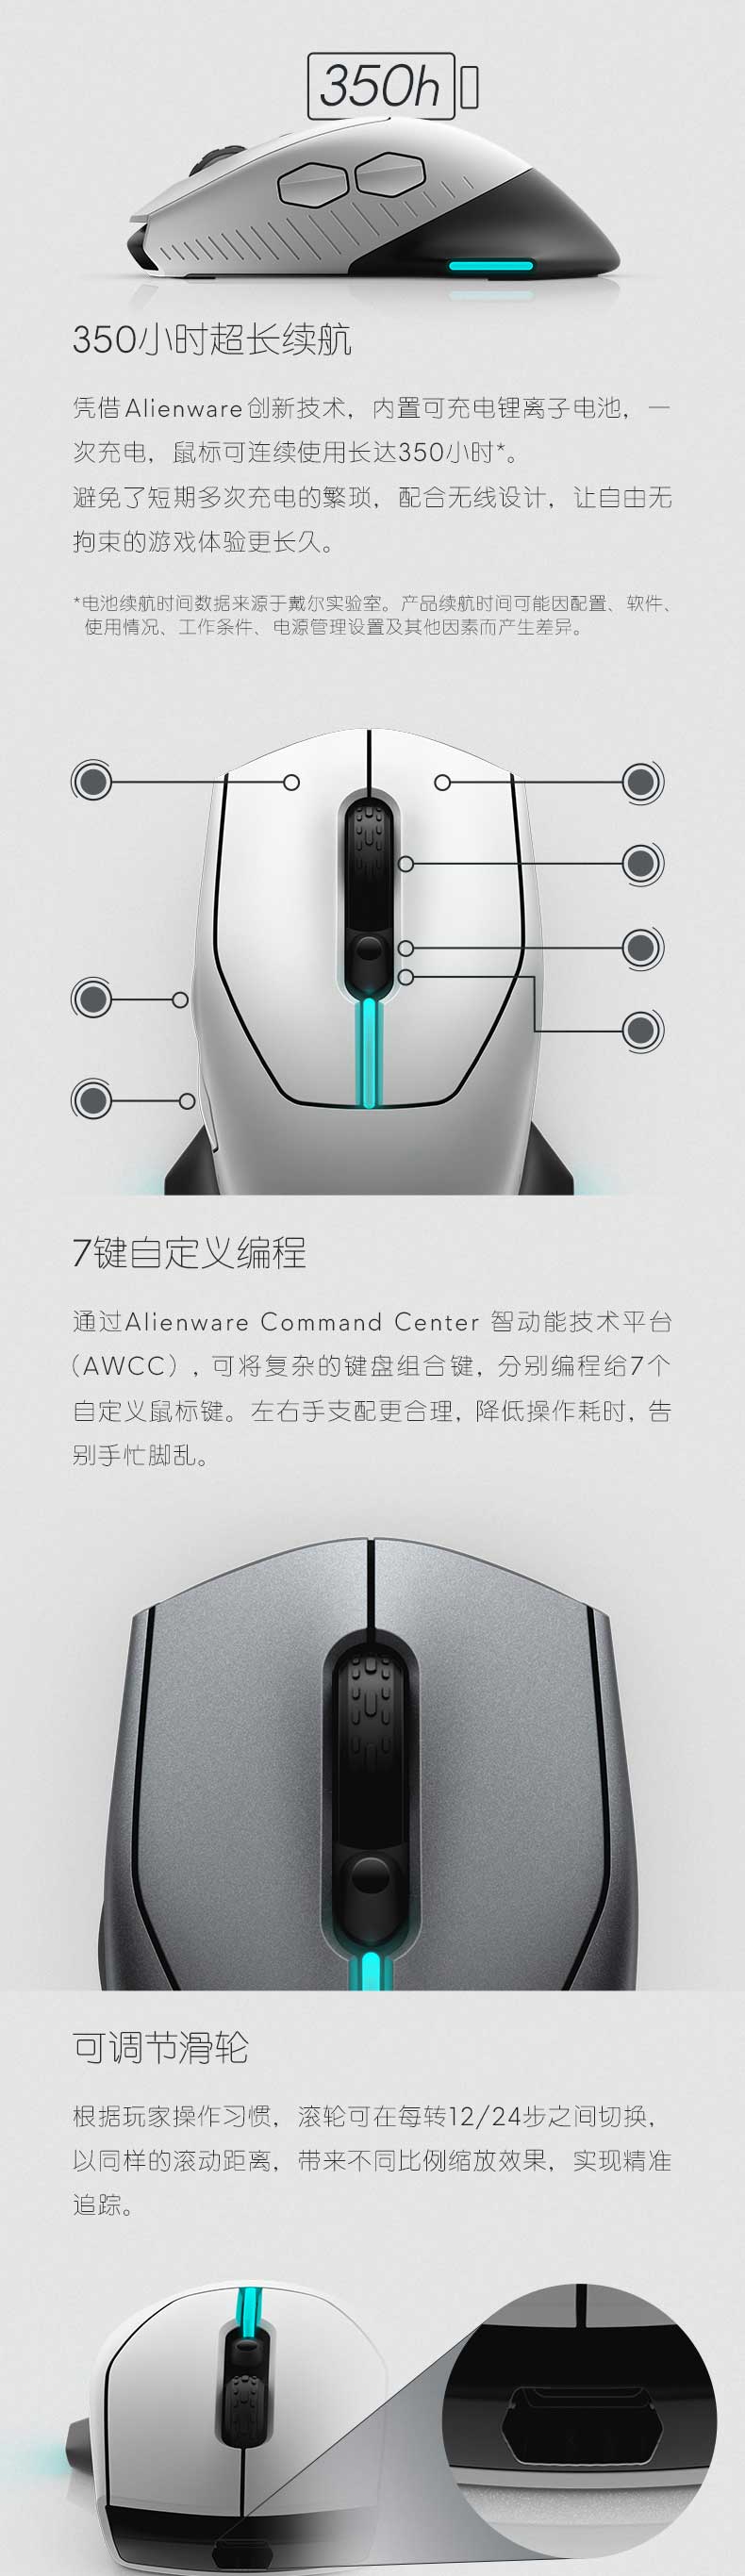 350h
350小时超长续航
凭借Alienware创新技术，内置可充电锂离子电池，一
次充电，鼠标可连续使用长达350小时*。
避免了短期多次充电的繁琐，配合无线设计，让自由无
拘束的游戏体验更长久。
*电池续航时间数据来源于戴尔实验室。产品续航时间可能因配置、软件、
使用情况、工作条件、电源管理设置及其他因素而产生差异。
7键自定义编程
通过Alienware Command Center 智动能技术平台
（AWCC），可将复杂的键盘组合键，分别编程给7个
自定义鼠标键。左右手支配更合理，降低操作耗时，告
别手忙脚乱。
可调节滑轮
根据玩家操作习惯，滚轮可在每转12/24步之间切换，
以同样的滚动距离，带来不同比例缩放效果，实现精准
追踪。